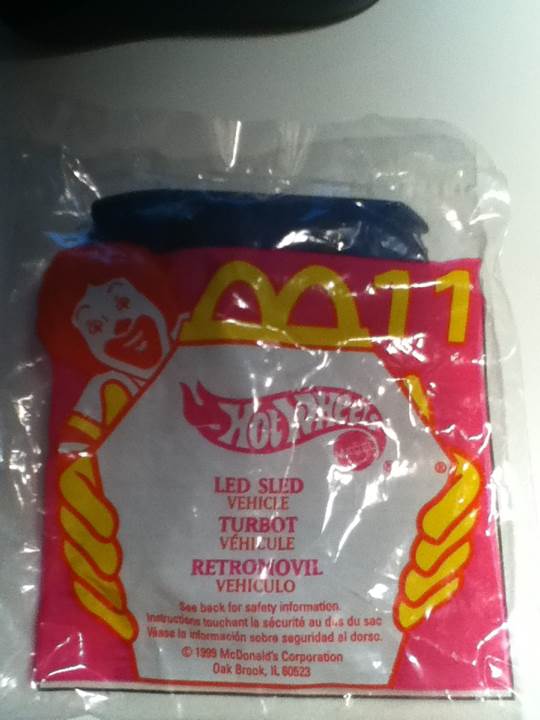 11
HOT WHEELS
®
LED SLED
VEHICLE
TURBOT
VÉHICULE
RETROMOVIL
VEHICULO
See back for safety information.
Instructions touchant la sécurité au dos du sac
Véase la información sobre seguridad al dorso.
© 1999 McDonald's Corporation
Oak Brook, IL 60523